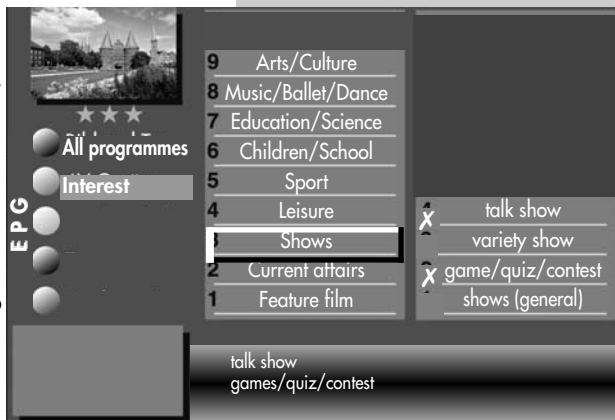 All programmes
Interest
EPG
9 Arts/Culture
8 Music/Ballet/Dance
7 Education/Science
6 Children/School
5 Sport
4 Leisure
3 Shows
2 Current affairs
1 Feature film
talk show
variety show
game/quiz/contest
shows (general)
talk show
games/quiz/contest